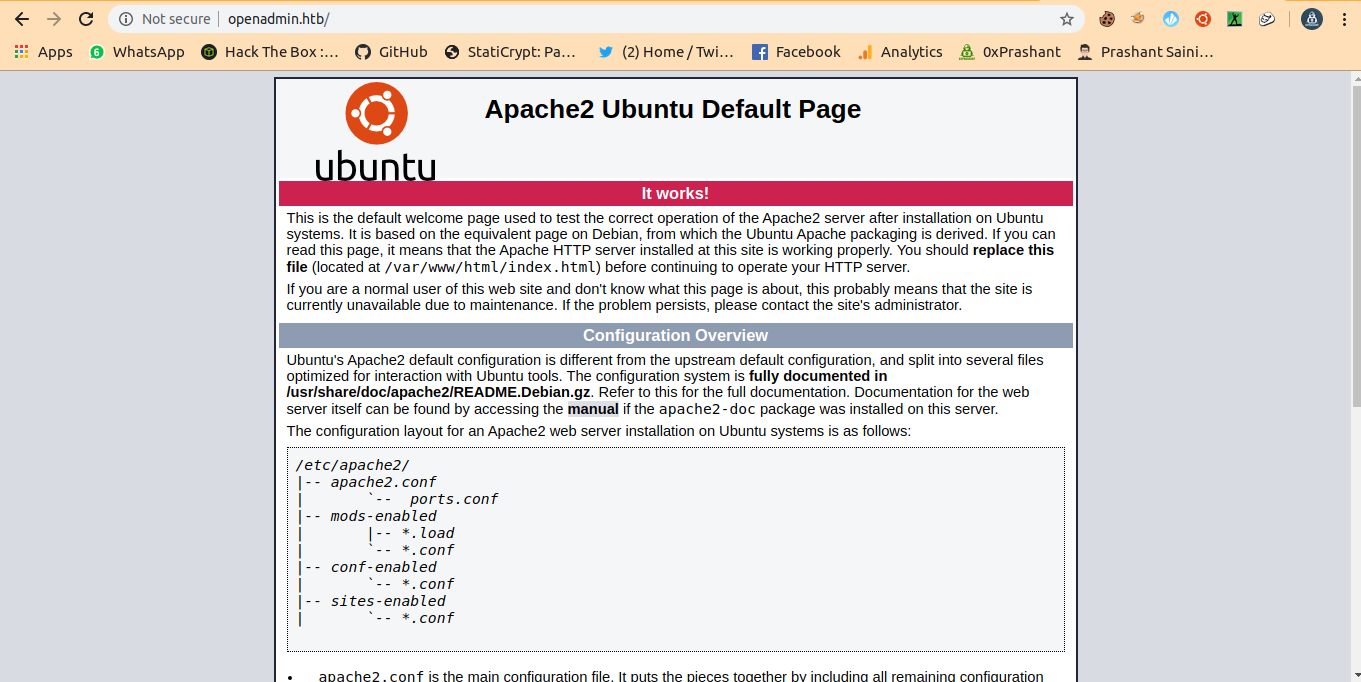 Not secure openadmin.htb/
Apps WhatsApp Hack The Box :… GitHub StatiCrypt: Pa… (2) Home / Twi… Facebook Analytics 0xPrashant Prashant Saini…
Apache2 Ubuntu Default Page
ubuntu
It works!
This is the default welcome page used to test the correct operation of the Apache2 server after installation on Ubuntu
systems. It is based on the equivalent page on Debian, from which the Ubuntu Apache packaging is derived. If you can
read this page, it means that the Apache HTTP server installed at this site is working properly. You should replace this
file (located at /var/www/html/index.html) before continuing to operate your HTTP server.
If you are a normal user of this web site and don't know what this page is about, this probably means that the site is
currently unavailable due to maintenance. If the problem persists, please contact the site's administrator.
Configuration Overview
Ubuntu's Apache2 default configuration is different from the upstream default configuration, and split into several files
optimized for interaction with Ubuntu tools. The configuration system is fully documented in
/usr/share/doc/apache2/README.Debian.gz. Refer to this for the full documentation. Documentation for the web
server itself can be found by accessing the manual if the apache2-doc package was installed on this server.
The configuration layout for an Apache2 web server installation on Ubuntu systems is as follows:
/etc/apache2/
|-- apache2.conf
|       `--  ports.conf
|-- mods-enabled
|       |-- *.load
|       `-- *.conf
|-- conf-enabled
|       `-- *.conf
|-- sites-enabled
|       `-- *.conf
• apache2.conf is the main configuration file. It puts the pieces together by including all remaining configuration